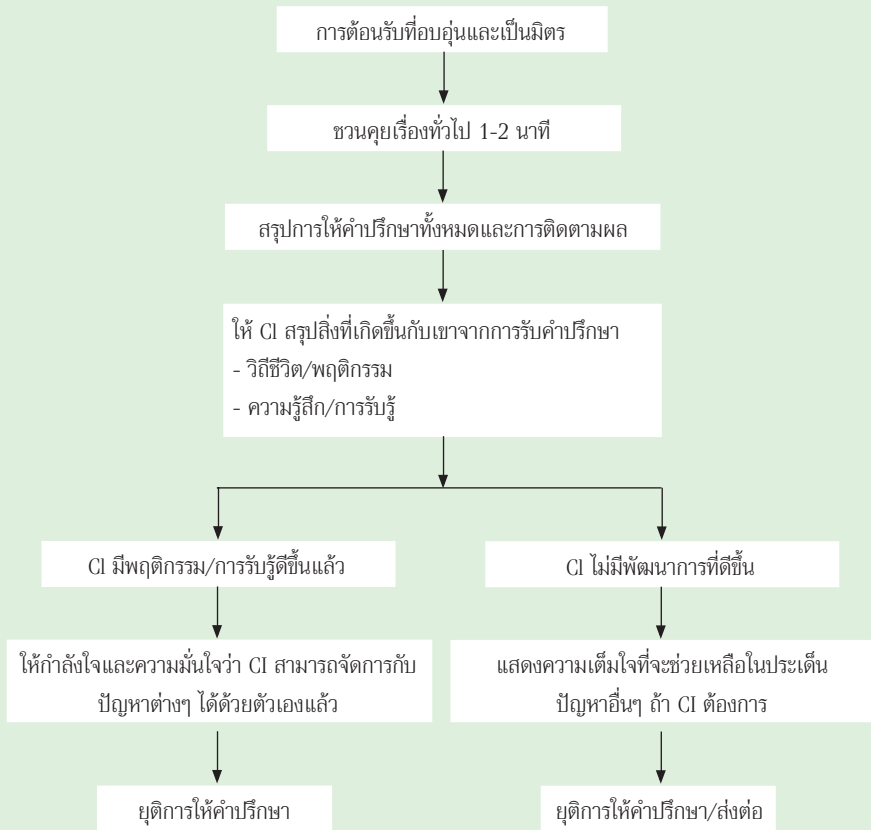 การต้อนรับที่อบอุ่นและเป็นมิตร
ชวนคุยเรื่องทั่วไป 1-2 นาที
สรุปการให้คำปรึกษาทั้งหมดและการติดตามผล
ให้ Cl สรุปสิ่งที่เกิดขึ้นกับเขาจากการรับคำปรึกษา
- วิถีชีวิต/พฤติกรรม
- ความรู้สึก/การรับรู้
Cl มีพฤติกรรม/การรับรู้ดีขึ้นแล้ว
Cl ไม่มีพัฒนาการที่ดีขึ้น
ให้กำลังใจและความมั่นใจว่า CI สามารถจัดการกับ
ปัญหาต่างๆ ได้ด้วยตัวเองแล้ว
แสดงความเต็มใจที่จะช่วยเหลือในประเด็น
ปัญหาอื่นๆ ถ้า CI ต้องการ
ยุติการให้คำปรึกษา
ยุติการให้คำปรึกษา/ส่งต่อ